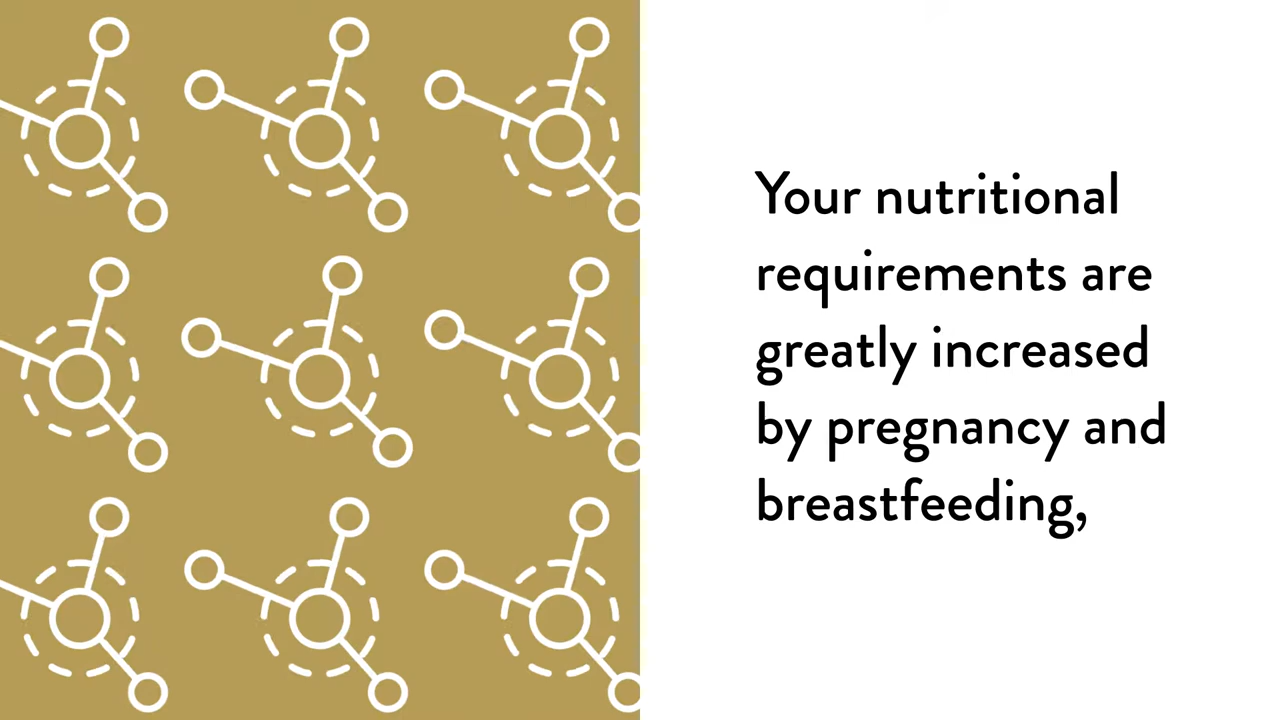 Your nutritional
requirements are
greatly increased
by pregnancy and
breastfeeding,